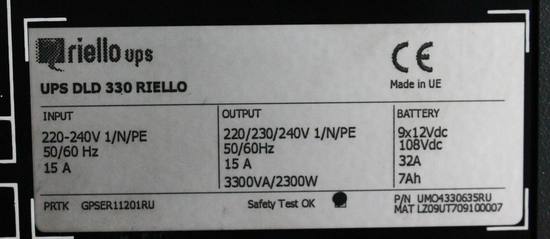 riello ups
CE
UPS DLD 330 RIELLO
Made in UE
INPUT
220-240V 1/N/PE
50/60 Hz
15 A
OUTPUT
220/230/240V 1/N/PE
50/60Hz
15 A
3300VA/2300W
BATTERY
9x12Vdc
108Vdc
32A
7Ah
PRTK GPSER11201RU
Safety Test OK
P/N UMO4330635RU
MAT LZ09UT709100007